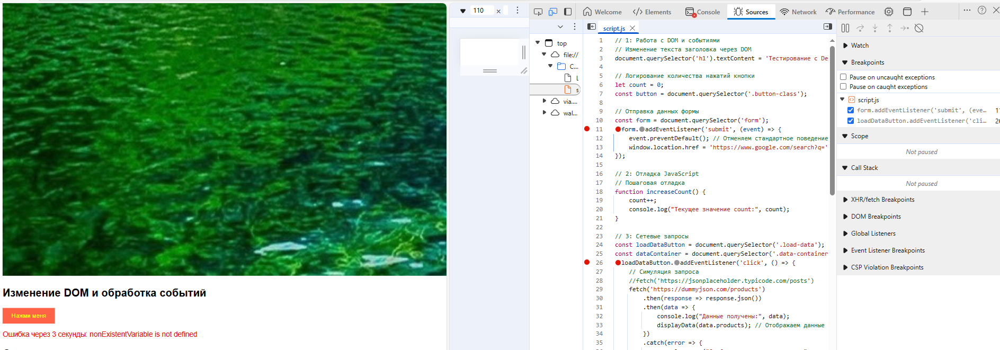 Изменение DOM и обработка событий
Нажми меня
Ошибка через 3 секунды: nonExistentVariable is not defined
110
Welcome
Elements
Console
Sources
Network
Performance
top
file://
C...
via....
wal...
script.js
1 // 1: Работа с DOM и событиями
2 // Изменение текста заголовка через DOM
3 document.querySelector('h1').textContent = 'Тестирование с De
4
5 // Логирование количества нажатий кнопки
6 let count = 0;
7 const button = document.querySelector('.button-class');
8
9 // Отправка данных формы
10 const form = document.querySelector('form');
11 form.addEventListener('submit', (event) => {
12 event.preventDefault(); // Отменяем стандартное поведение
13 window.location.href = 'https://www.google.com/search?q='
14 });
15
16 // 2: Отладка JavaScript
17 // Пошаговая отладка
18 function increaseCount() {
19 count++;
20 console.log("Текущее значение count:", count);
21 }
22
23 // 3: Сетевые запросы
24 const loadDataButton = document.querySelector('.load-data');
25 const dataContainer = document.querySelector('.data-container
26 loadDataButton.addEventListener('click', () => {
27 // Симуляция запроса
28 //fetch('https://jsonplaceholder.typicode.com/posts')
29 fetch('https://dummyjson.com/products')
30 .then(response => response.json())
31 .then(data => {
32 console.log("Данные получены:", data);
33 displayData(data.products); // Отображаем данные
34 })
35 .catch(error => {
Watch
Breakpoints
Pause on uncaught exceptions
Pause on caught exceptions
script.js
form.addEventListener('submit', (eve...
loadDataButton.addEventListener('cli...
Scope
Not paused
Call Stack
Not paused
XHR/fetch Breakpoints
DOM Breakpoints
Global Listeners
Event Listener Breakpoints
CSP Violation Breakpoints